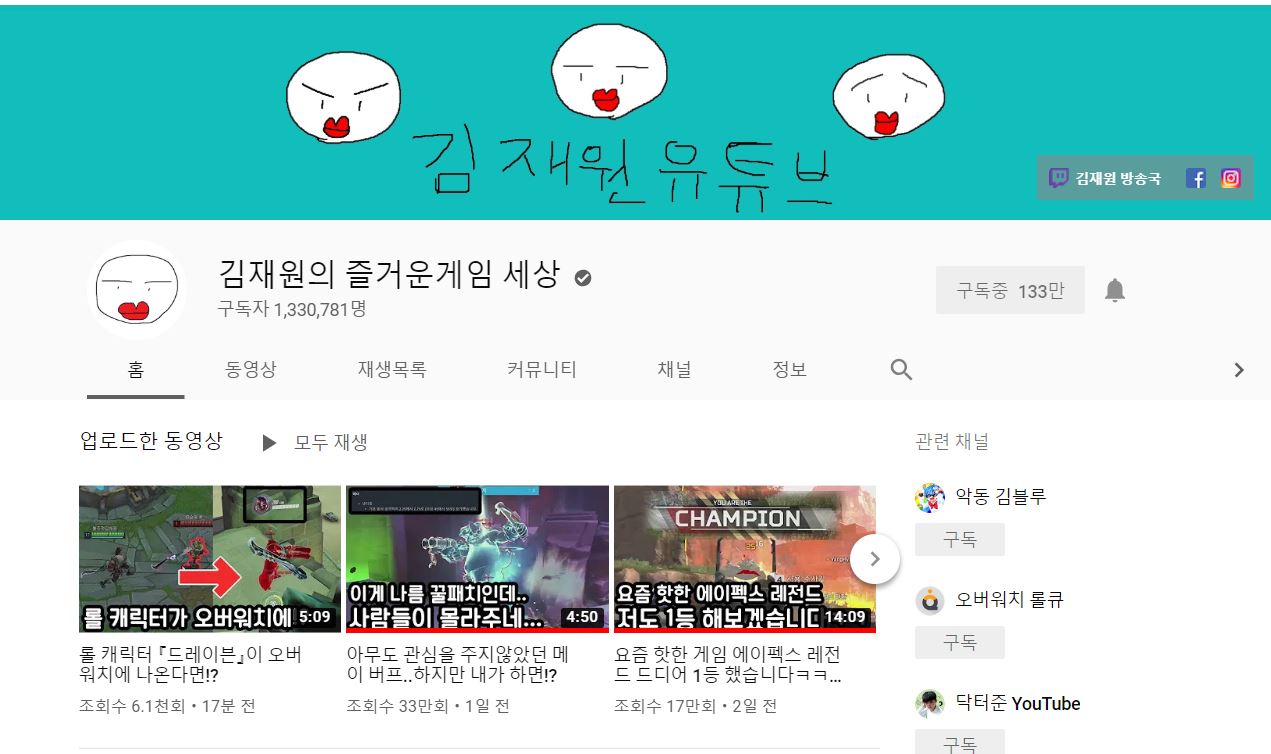 김재원 유튜브
김재원 방송국
김재원의 즐거운게임 세상
구독자 1,330,781명
구독중 133만
홈 동영상 재생목록 커뮤니티 채널 정보
업로드한 동영상 모두 재생
관련 채널
롤 캐릭터가 오버워치에
5:09
이게 나름 꿀패치인데..
사람들이 몰라주네...
4:50
YOU ARE THE
CHAMPION
요즘 핫한 에이펙스 레전드
저도 1등 해보겠습니다
14:09
롤 캐릭터 『드레이븐』이 오버
워치에 나온다면!?
조회수 6.1천회 • 17분 전
아무도 관심을 주지않았던 메
이 버프..하지만 내가 하면!?
조회수 33만회 • 1일 전
요즘 핫한 게임 에이펙스 레전
드 드디어 1등 했습니다ㅋㅋ...
조회수 17만회 • 2일 전
악동 김블루
구독
오버워치 롤큐
구독
닥터준 YouTube
구독